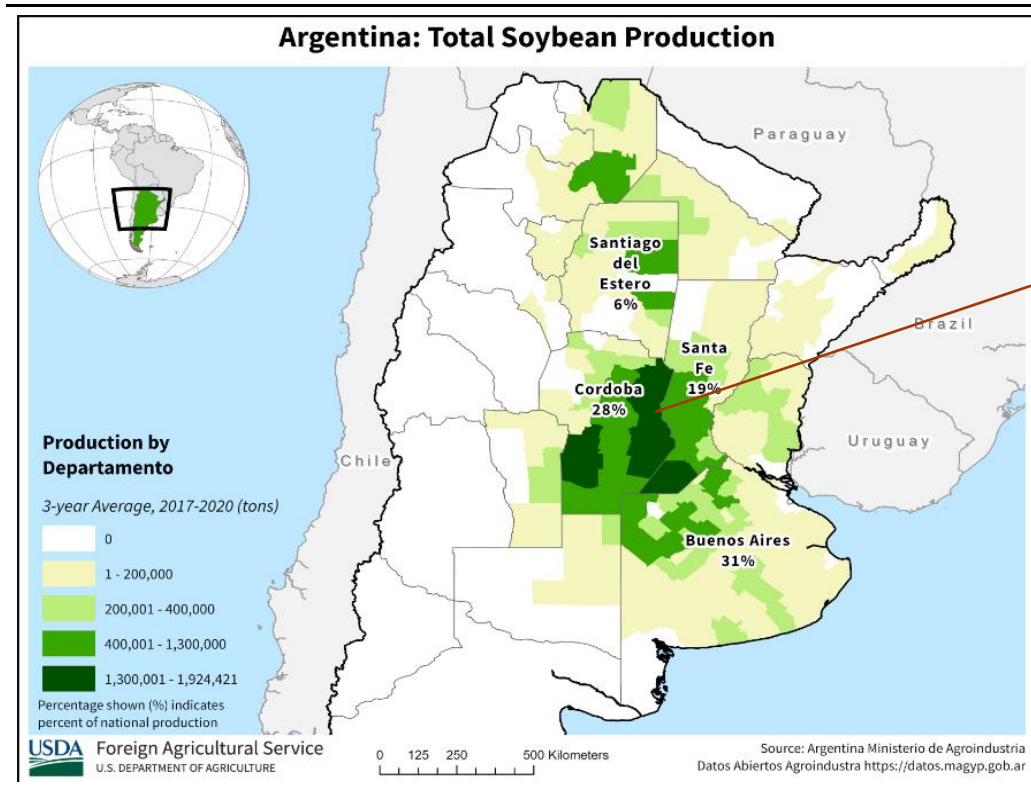 Argentina: Total Soybean Production
Paraguay
Santiago
del
Estero
6%
Brazil
Santa
Fe
19%
Cordoba
28%
Uruguay
Chile
Buenos Aires
31%
Production by
Departamento
3-year Average, 2017-2020 (tons)
0
1 - 200,000
200,001 - 400,000
400,001 - 1,300,000
1,300,001 - 1,924,421
Percentage shown (%) indicates
percent of national production
USDA Foreign Agricultural Service
U.S. DEPARTMENT OF AGRICULTURE
0 125 250 500 Kilometers
Source: Argentina Ministerio de Agroindustria
Datos Abiertos Agroindustra https://datos.magyp.gob.ar